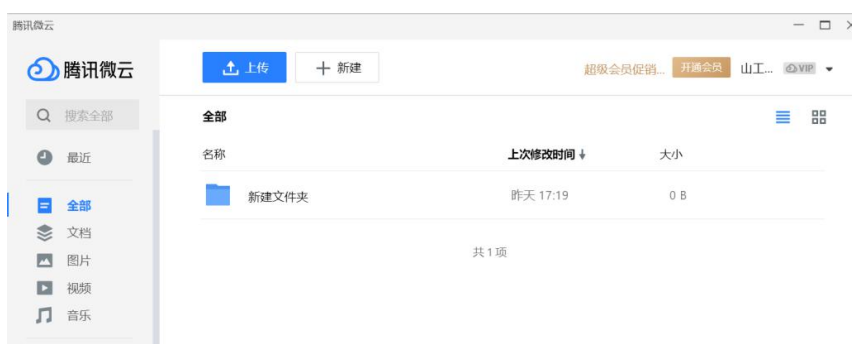 腾讯微云
腾讯微云
上传 新建 超级会员促销... 开通会员 山工... VIP
搜索全部
全部
最近
名称 上次修改时间 大小
全部
新建文件夹 昨天 17:19 0 B
文档
图片
共1项
视频
音乐